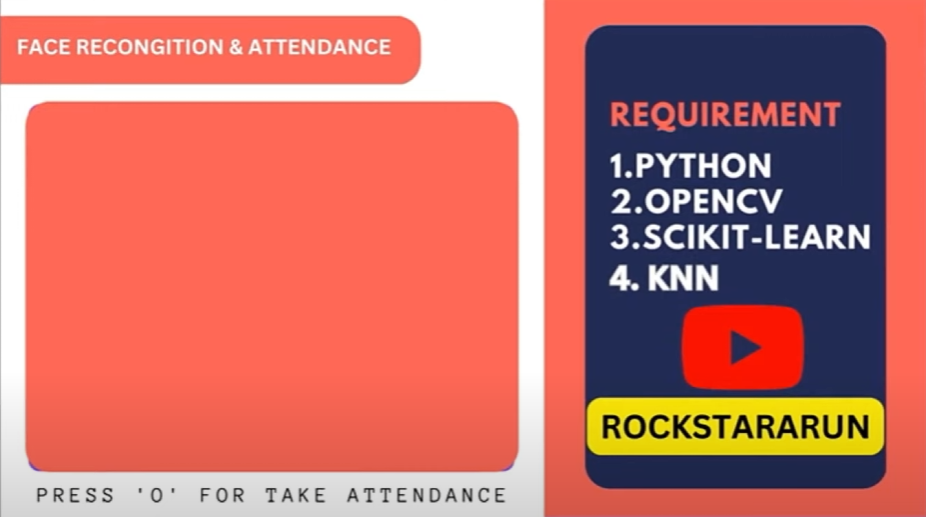 FACE RECONGITION & ATTENDANCE
PRESS 'O' FOR TAKE ATTENDANCE
REQUIREMENT
1.PYTHON
2.OPENCV
3.SCIKIT-LEARN
4. KNN
ROCKSTARARUN